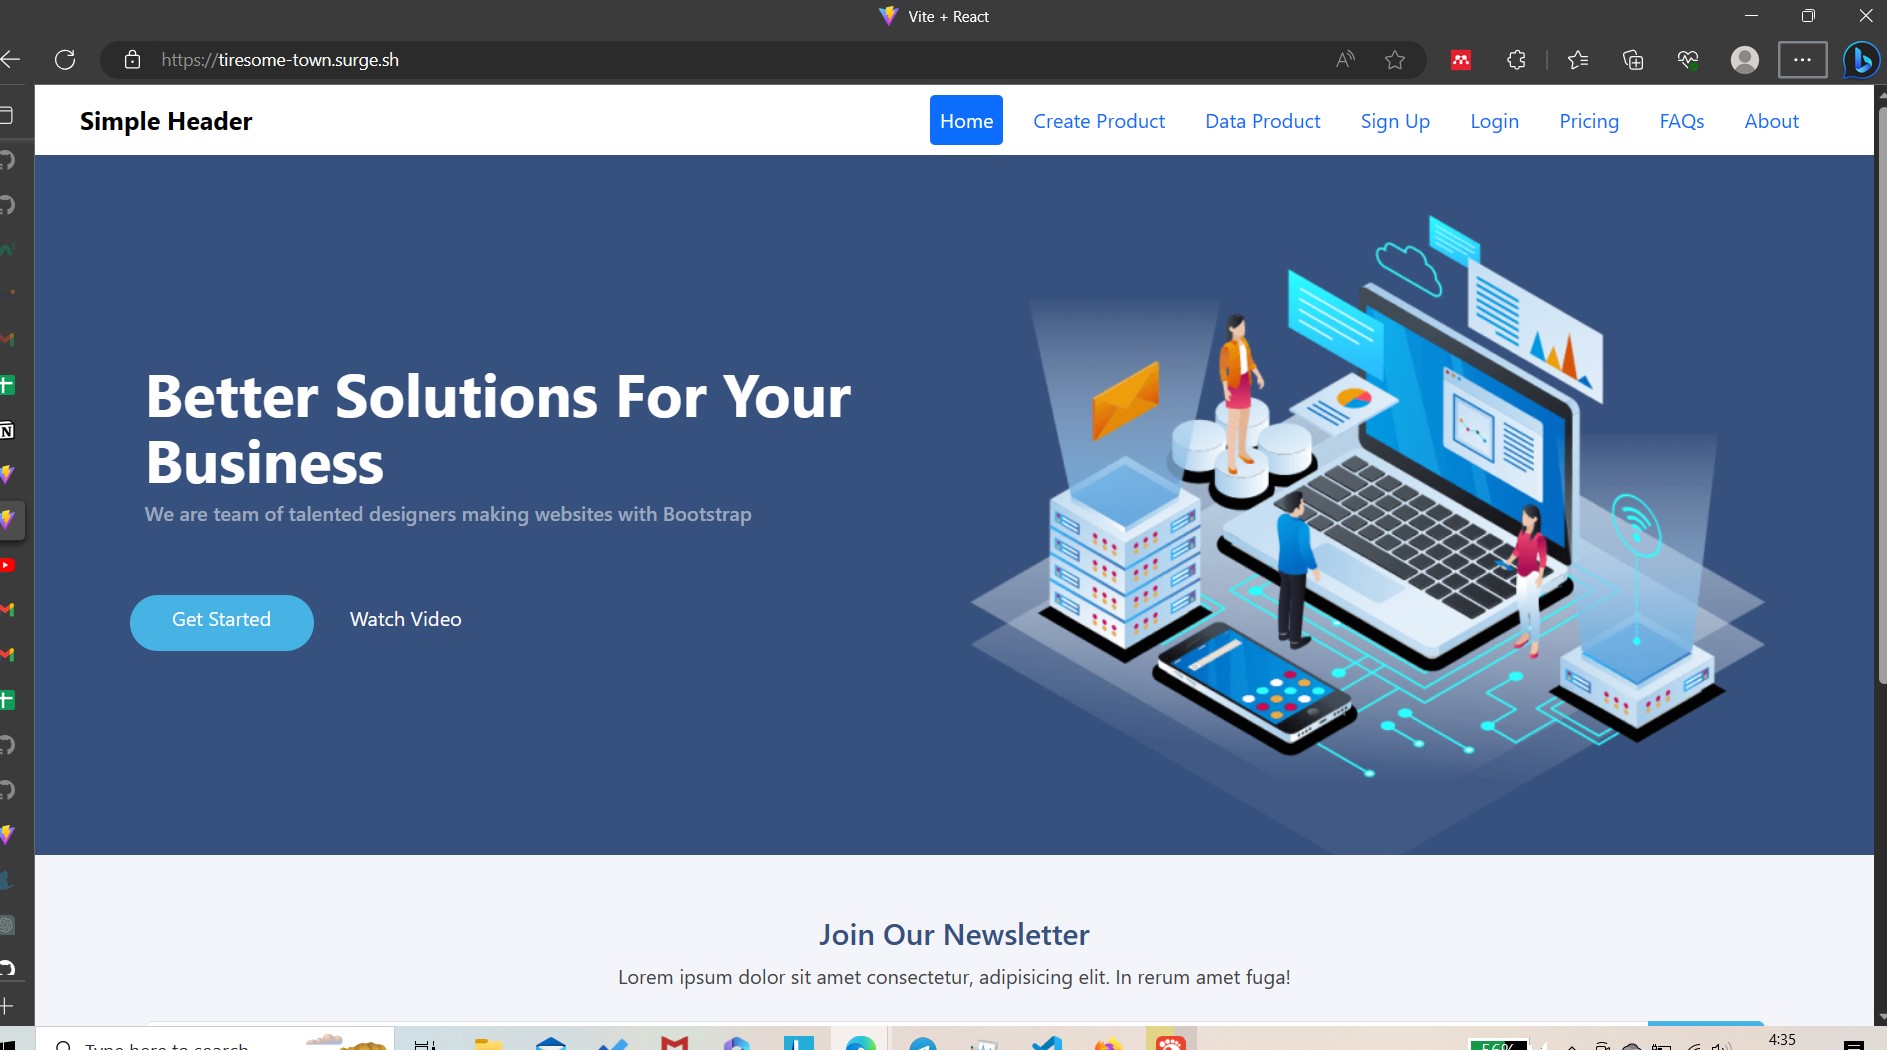 Vite + React
https://tiresome-town.surge.sh
Simple Header
Home
Create Product
Data Product
Sign Up
Login
Pricing
FAQs
About
Better Solutions For Your
Business
We are team of talented designers making websites with Bootstrap
Get Started
Watch Video
Join Our Newsletter
Lorem ipsum dolor sit amet consectetur, adipisicing elit. In rerum amet fuga!
Type here to search
56%
4:35